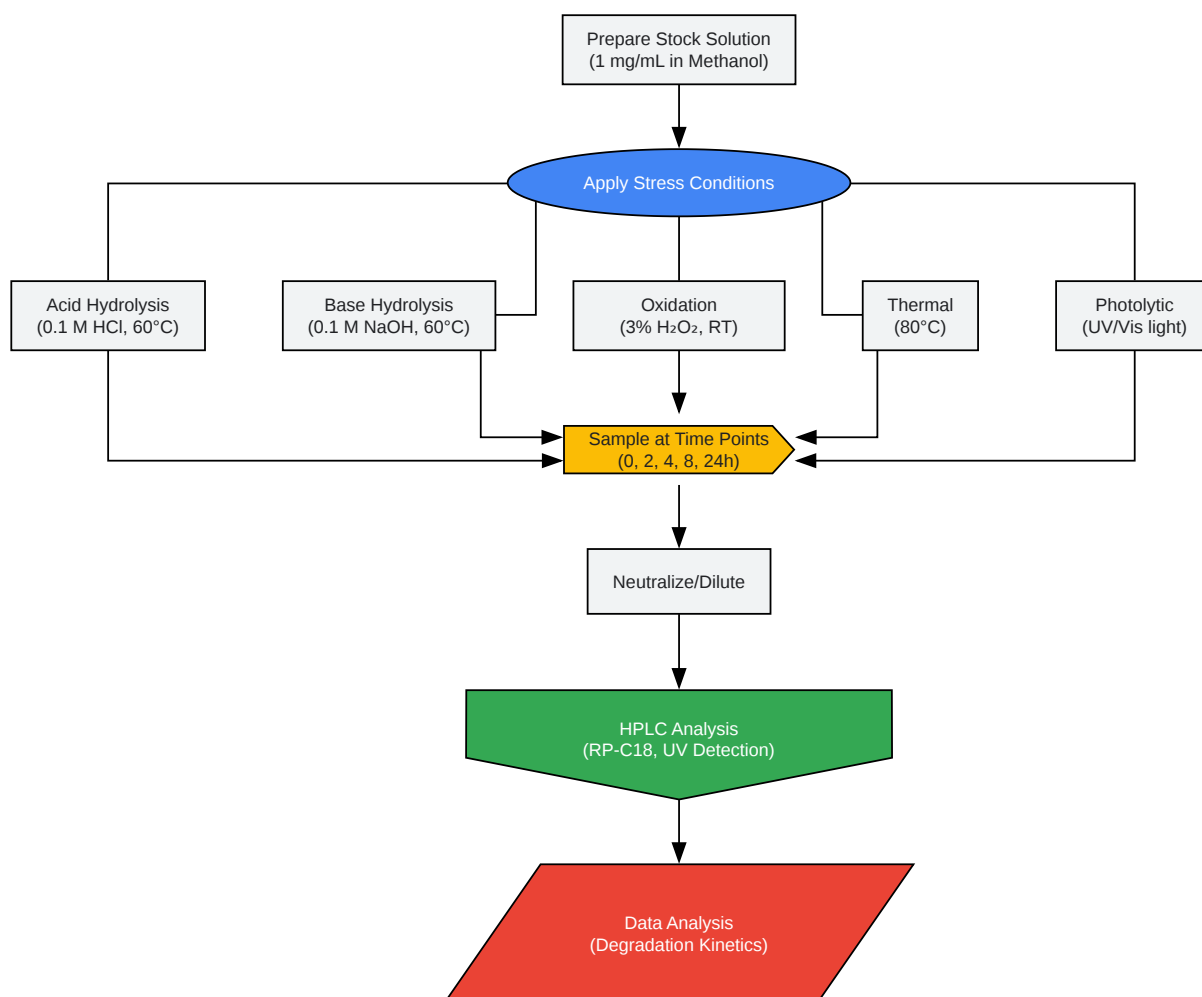 Prepare Stock Solution
(1 mg/mL in Methanol)
Apply Stress Conditions
Acid Hydrolysis
(0.1 M HCl, 60°C)
Base Hydrolysis
(0.1 M NaOH, 60°C)
Oxidation
(3% H₂O₂, RT)
Thermal
(80°C)
Photolytic
(UV/Vis light)
Sample at Time Points
(0, 2, 4, 8, 24h)
Neutralize/Dilute
HPLC Analysis
(RP-C18, UV Detection)
Data Analysis
(Degradation Kinetics)